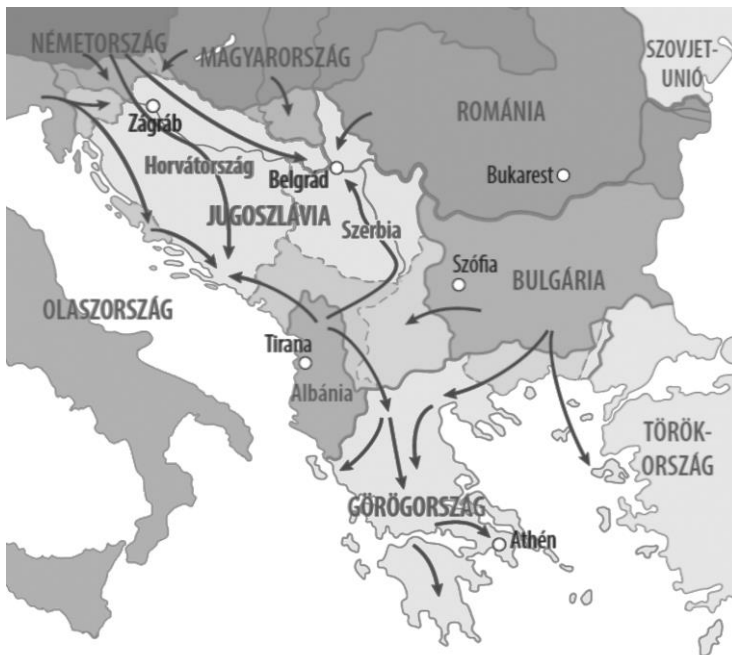 NÉMETORSZÁG
MAGYARORSZÁG
SZOVJET-
UNIÓ
ROMÁNIA
Zágráb
Horvátország
Belgrád
Bukarest
JUGOSZLÁVIA
Szerbia
Szófia
BULGÁRIA
OLASZORSZÁG
Tirana
Albánia
TÖRÖK-
ORSZÁG
GÖRÖGORSZÁG
Athén